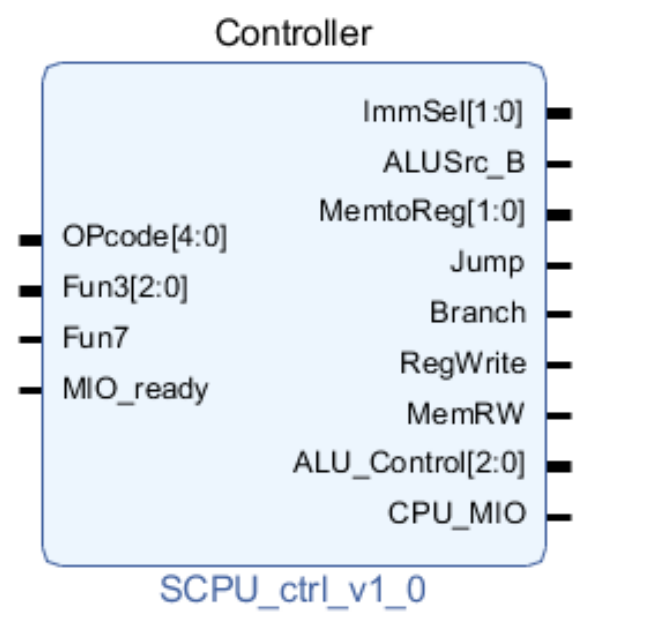 Controller
ImmSel[1:0]
ALUSrc_B
MemtoReg[1:0]
OPcode[4:0]
Jump
Fun3[2:0]
Branch
Fun7
RegWrite
MIO_ready
MemRW
ALU_Control[2:0]
CPU_MIO
SCPU_ctrl_v1_0